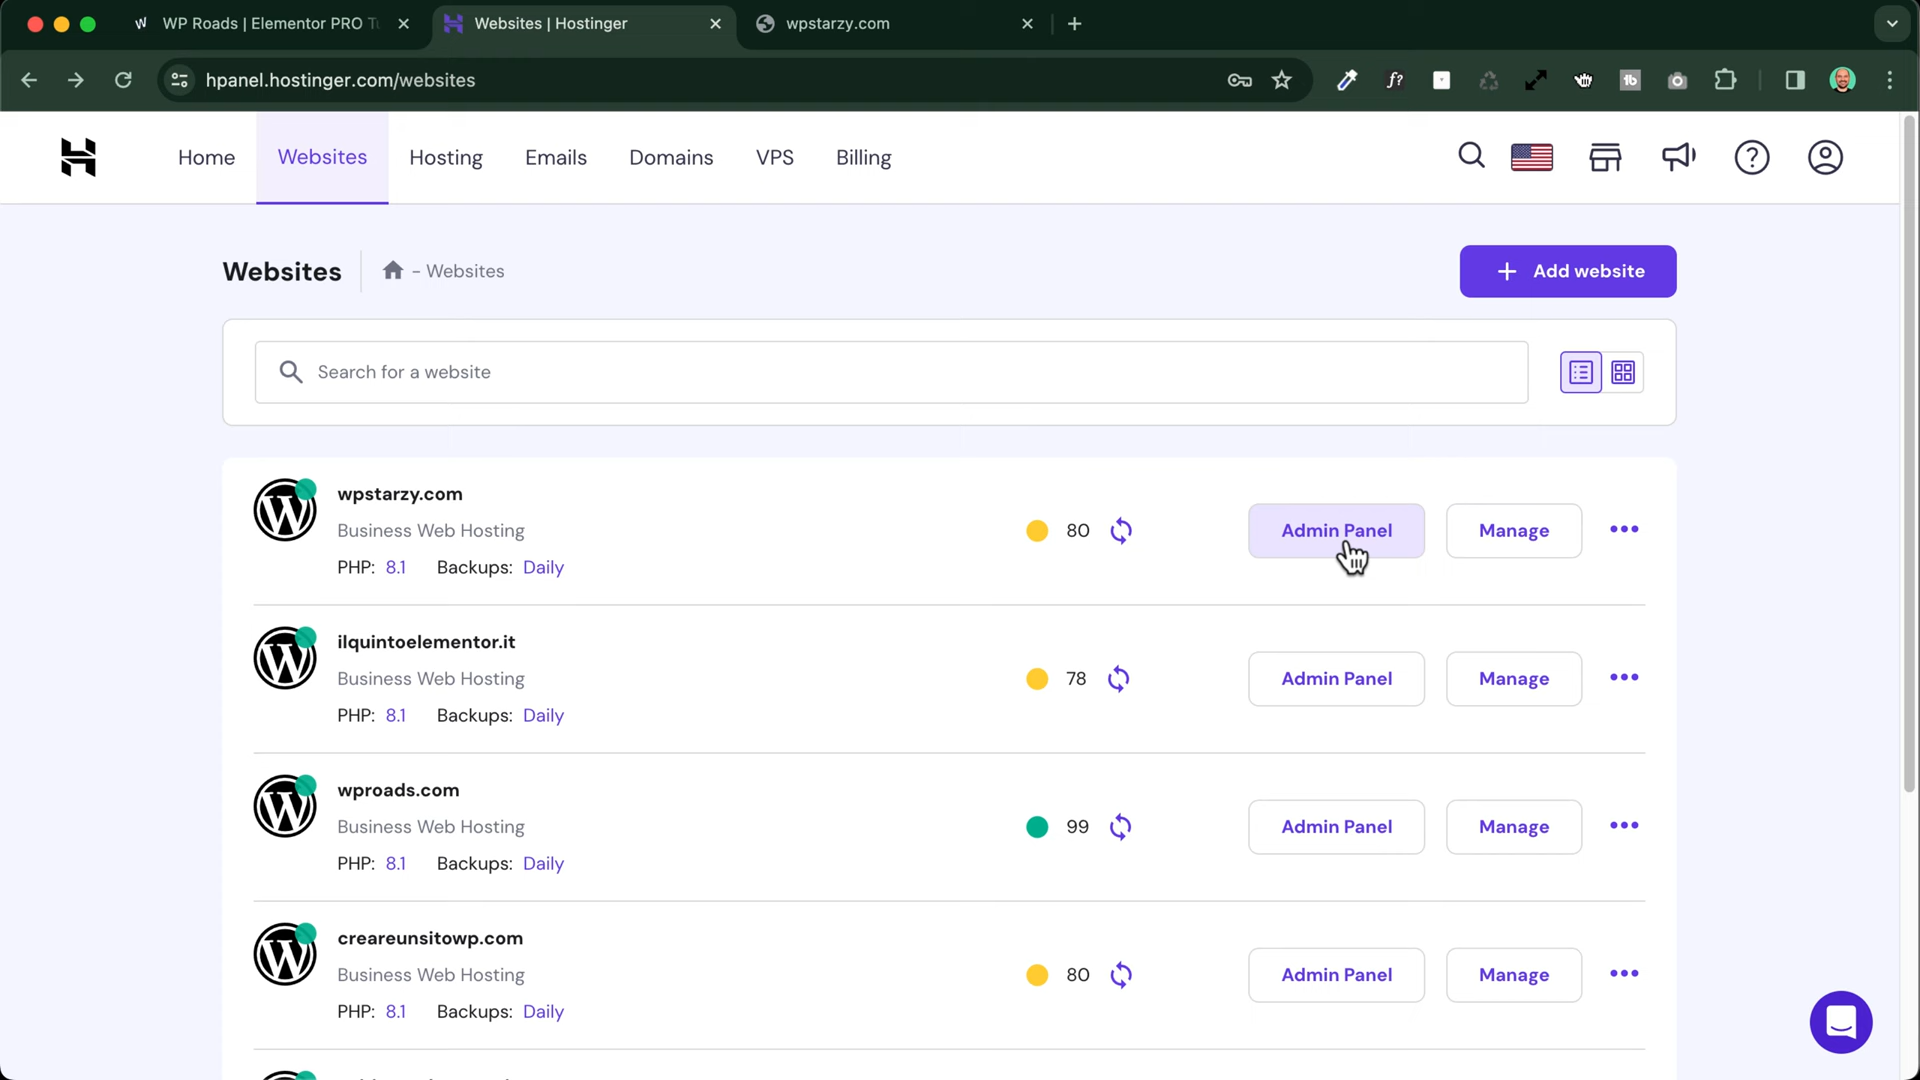 WP Roads | Elementor PRO T
Websites | Hostinger
wpstarzy.com
hpanel.hostinger.com/websites
f?
tb
Home
Websites
Hosting
Emails
Domains
VPS
Billing
Websites
- Websites
+ Add website
Search for a website
wpstarzy.com
Business Web Hosting
PHP: 8.1 Backups: Daily
80
Admin Panel
Manage
ilquintoelementor.it
Business Web Hosting
PHP: 8.1 Backups: Daily
78
Admin Panel
Manage
wproads.com
Business Web Hosting
PHP: 8.1 Backups: Daily
99
Admin Panel
Manage
creareunsitowp.com
Business Web Hosting
PHP: 8.1 Backups: Daily
80
Admin Panel
Manage